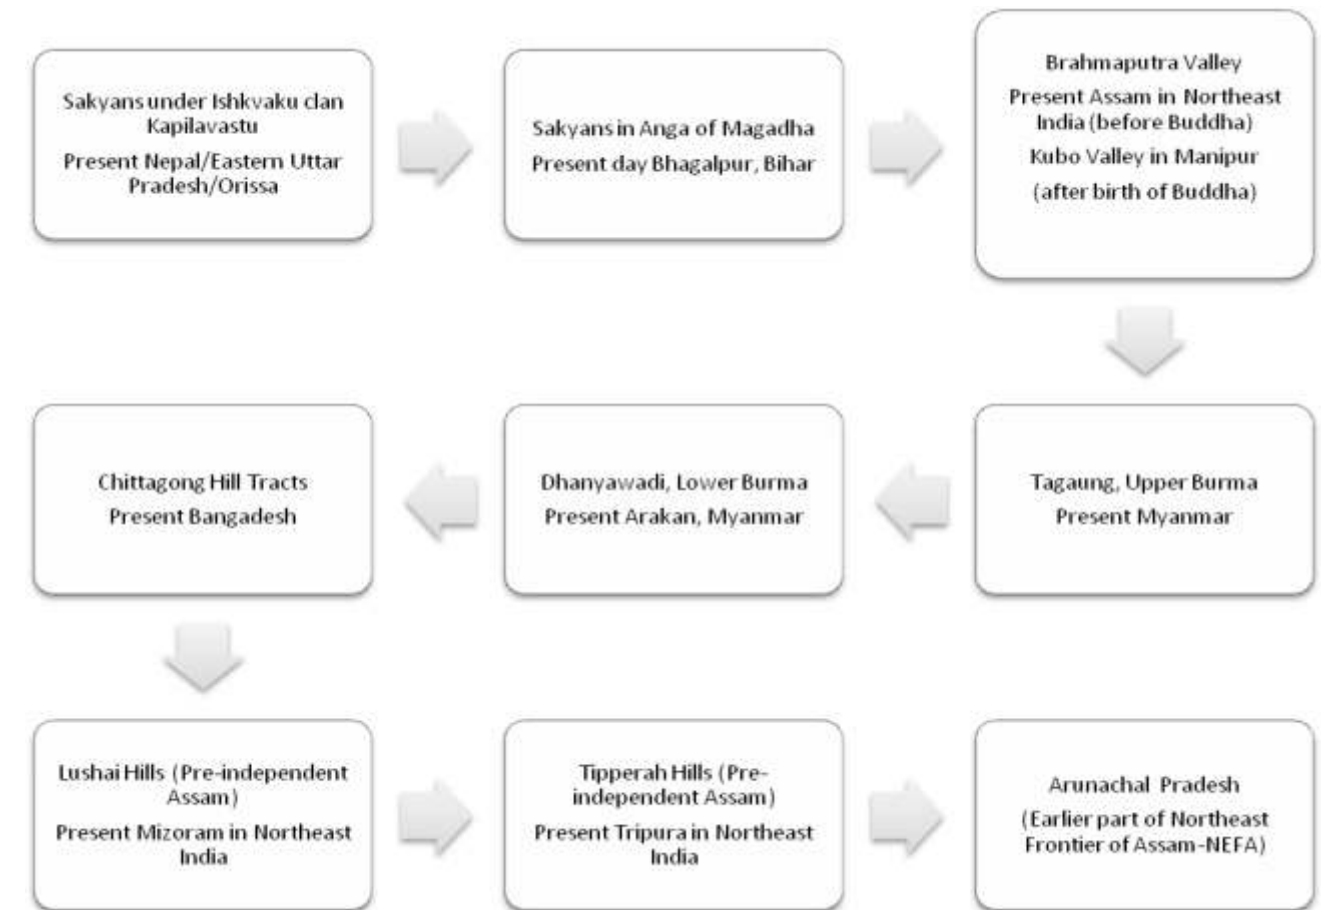 Sakyans under Ishkvaku clan
Kapilavastu
Present Nepal/Eastern Uttar
Pradesh/Orissa
Sakyans in Anga of Magadha
Present day Bhagalpur, Bihar
Brahmaputra Valley
Present Assam in Northeast
India (before Buddha)
Kubo Valley in Manipur
(after birth of Buddha)
Tagaung, Upper Burma
Present Myanmar
Dhanyawadi, Lower Burma
Present Arakan, Myanmar
Chittagong Hill Tracts
Present Bangadesh
Lushai Hills (Pre-independent
Assam)
Present Mizoram in Northeast
India
Tipperah Hills (Pre-
independent Assam)
Present Tripura in Northeast
India
Arunachal Pradesh
(Earlier part of Northeast
Frontier of Assam-NEFA)